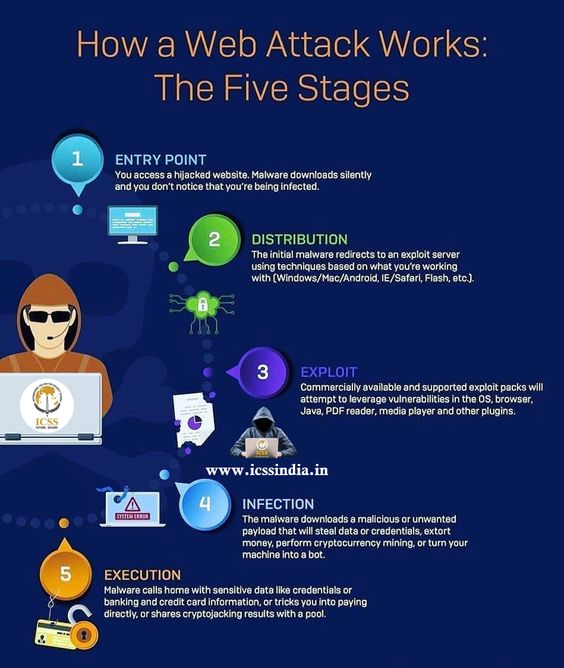 How a Web Attack Works:
The Five Stages
1
ENTRY POINT
You access a hijacked website. Malware downloads silently
and you don't notice that you're being infected.
2
DISTRIBUTION
The initial malware redirects to an exploit server
using techniques based on what you're working
with (Windows/Mac/Android, IE/Safari, Flash, etc.).
3
EXPLOIT
Commercially available and supported exploit packs will
attempt to leverage vulnerabilities in the OS, browser,
Java, PDF reader, media player and other plugins.
ICSS
ICSS
www.icssindia.in
4
INFECTION
The malware downloads a malicious or unwanted
payload that will steal data or credentials, extort
money, perform cryptocurrency mining, or turn your
machine into a bot.
SYSTEM ERROR
5
EXECUTION
Malware calls home with sensitive data like credentials or
banking and credit card information, or tricks you into paying
directly, or shares cryptojacking results with a pool.